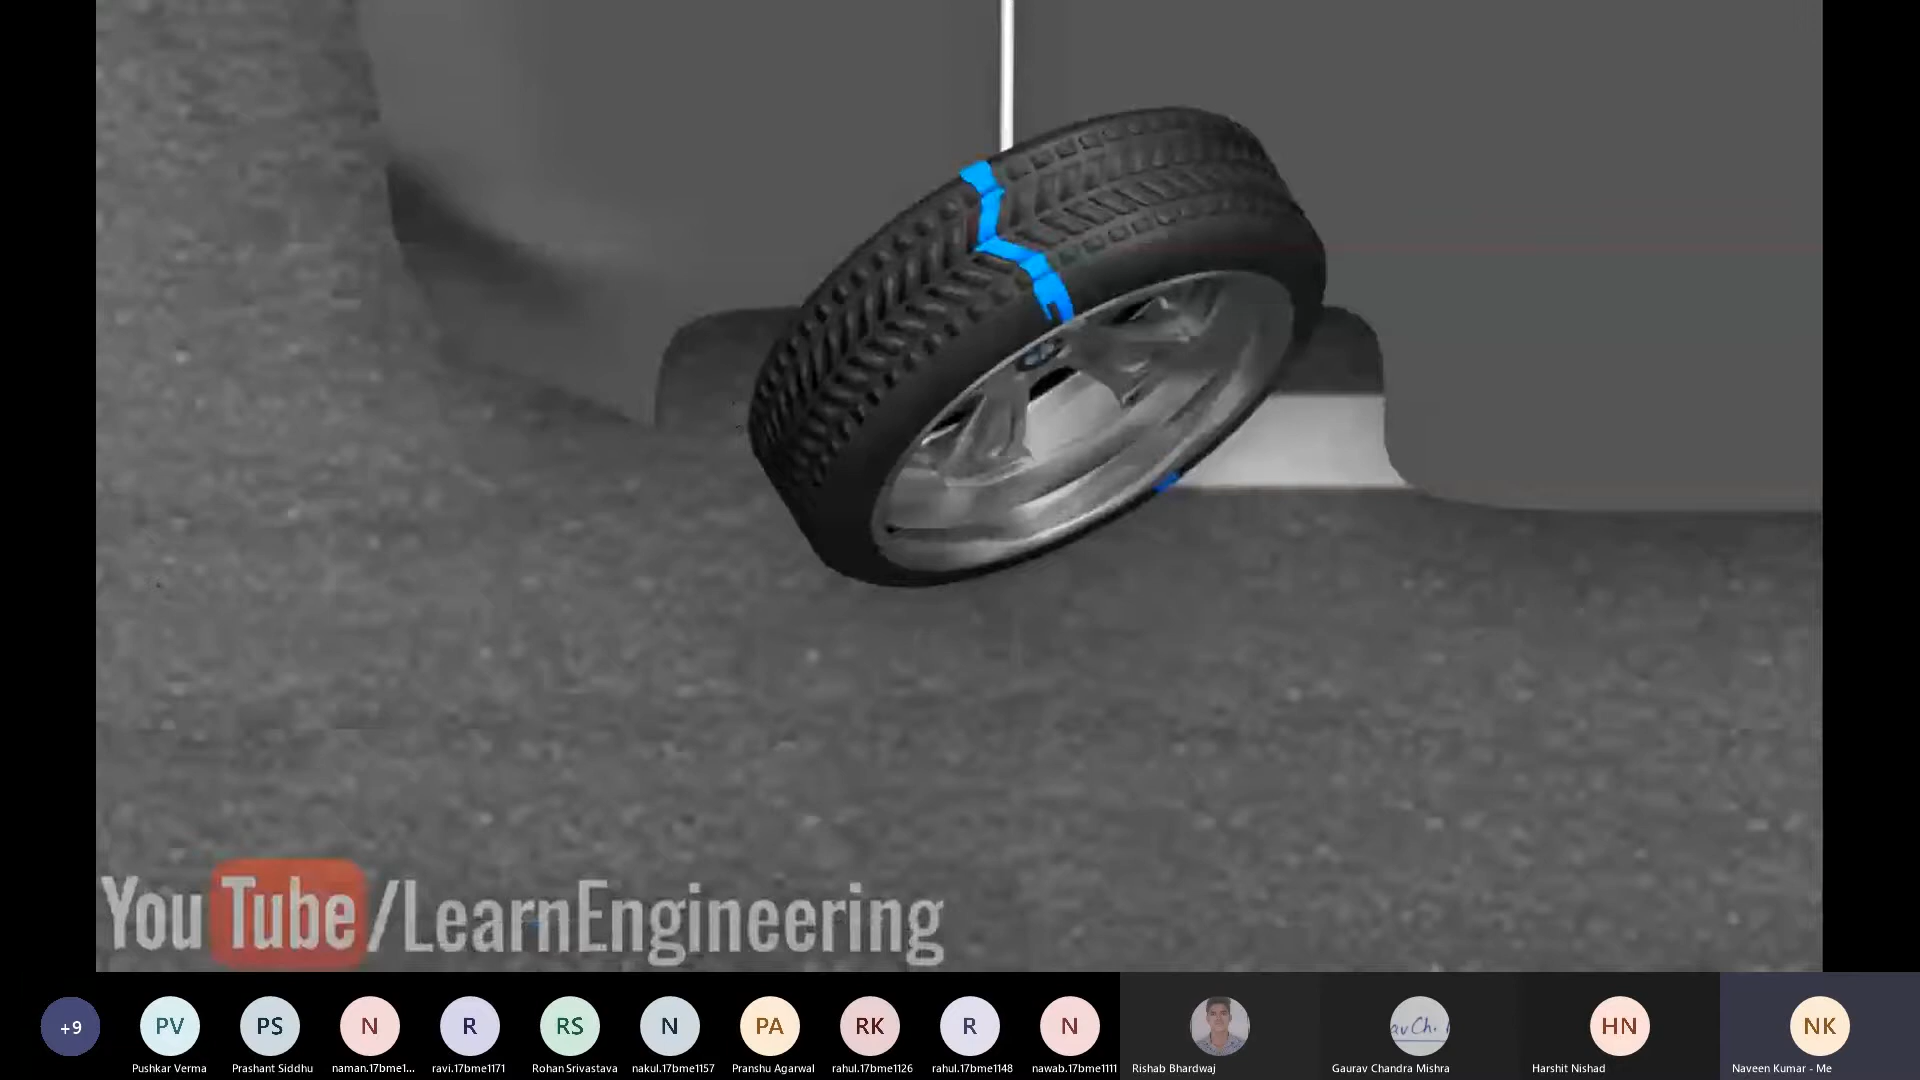 YouTube/LearnEngineering
+9
PV
PS
N
R
RS
N
PA
RK
R
N
HN
NK
Pushkar Verma
Prashant Siddhu
naman.17bme1...
ravi.17bme1171
Rohan Srivastava
nakul.17bme1157
Pranshu Agarwal
rahul.17bme1126
rahul.17bme1148
nawab.17bme1111
Rishab Bhardwaj
Gaurav Chandra Mishra
Harshit Nishad
Naveen Kumar - Me